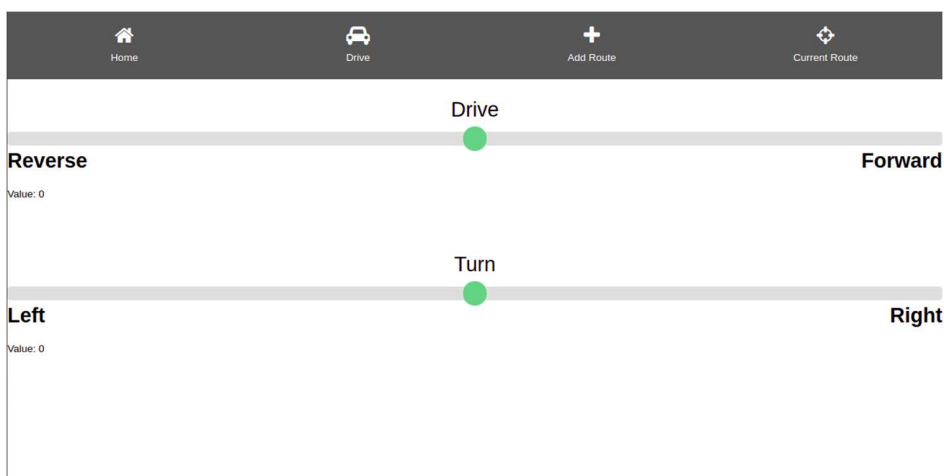 Home Drive Add Route Current Route
Drive
Reverse Forward
Value: 0
Turn
Left Right
Value: 0